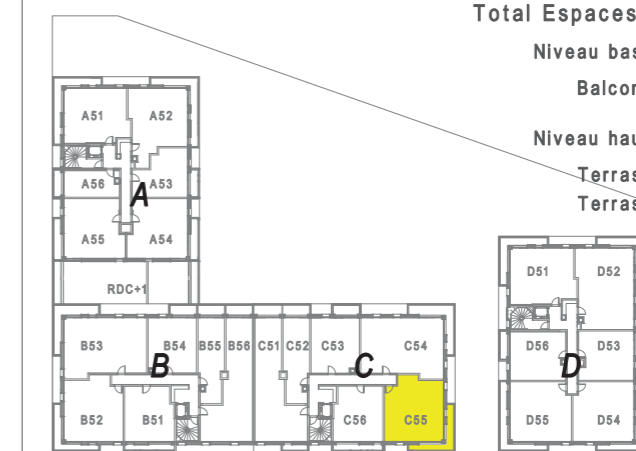 Total Espaces
Niveau bas
Balcon
Niveau hau
Terras
Terras
A51 A52
A56 A53
A
A55 A54
RDC+1
D51 D52
D56 D53
D
D55 D54
B53 B54 B55 B56 C51 C52 C53 C54
B C
B52 B51 C56 C55